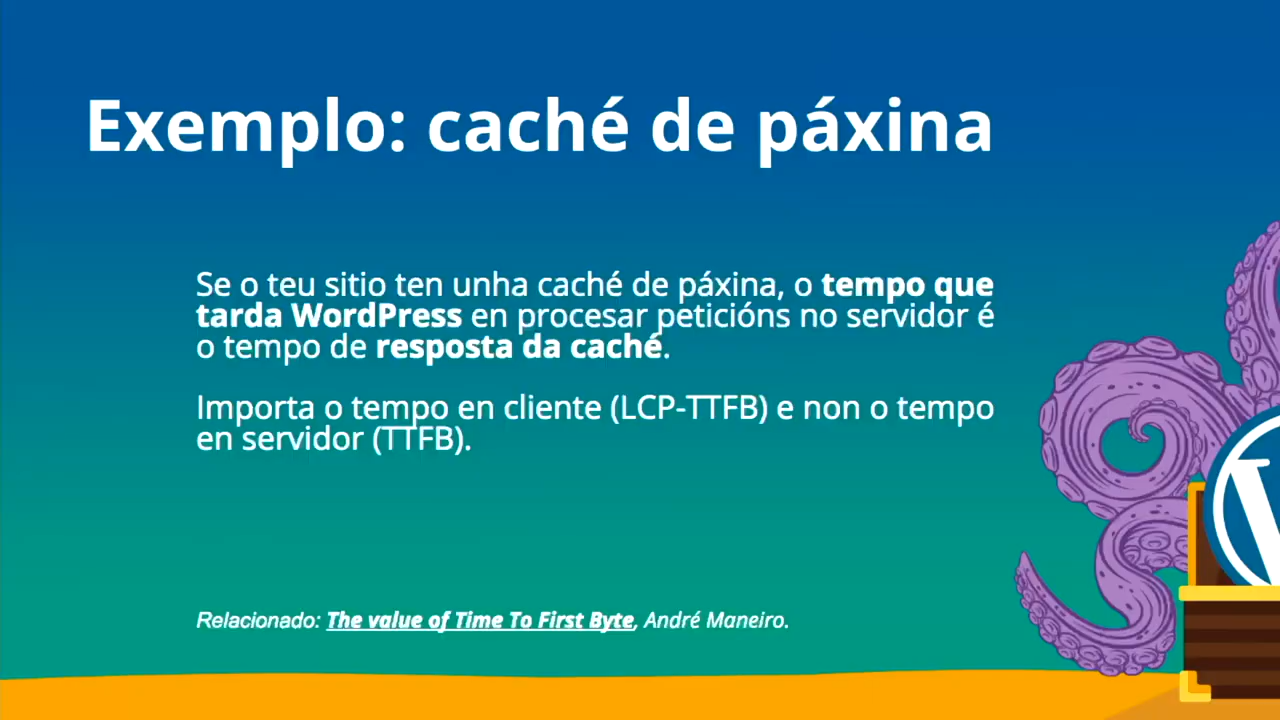 Exemplo: caché de páxina
Se o teu sitio ten unha caché de páxina, o tempo que
tarda WordPress en procesar peticións no servidor é
o tempo de resposta da caché.
Importa o tempo en cliente (LCP-TTFB) e non o tempo
en servidor (TTFB).
Relacionado: The value of Time To First Byte, André Maneiro.